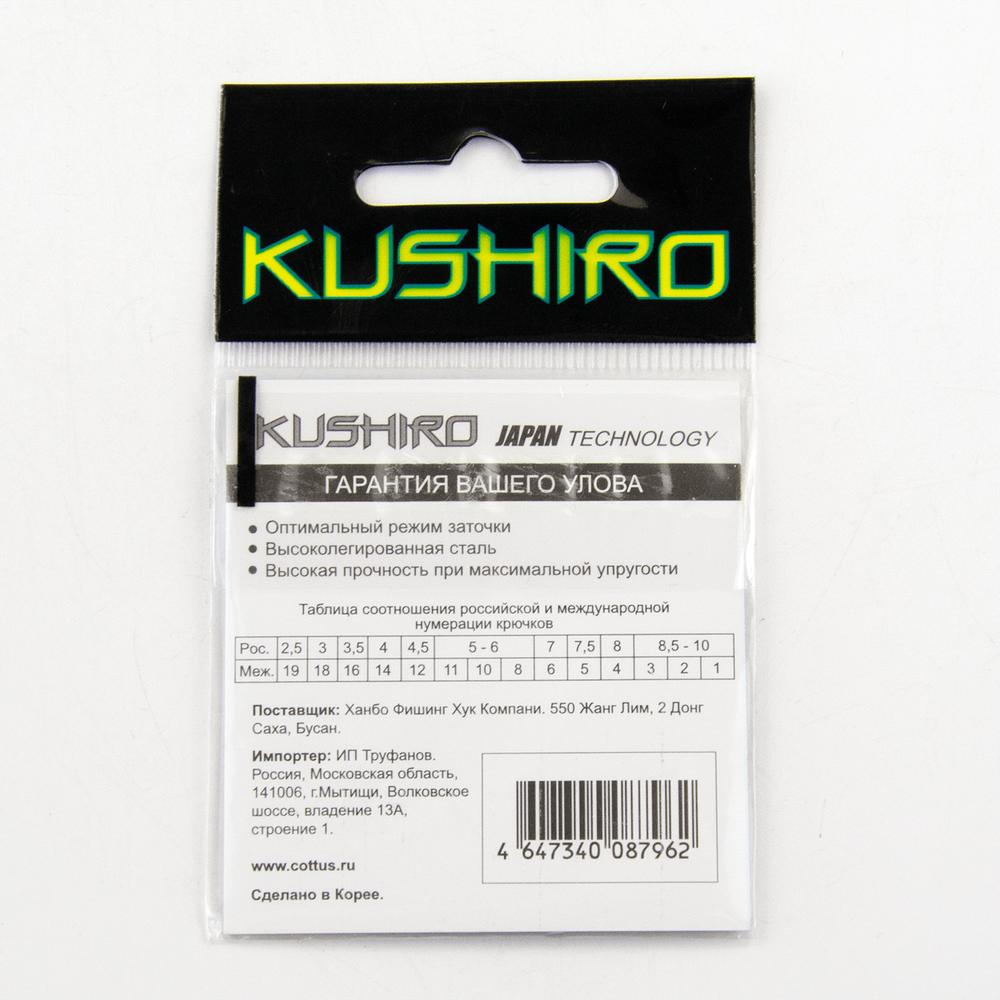 KUSHIRO
KUSHIRO JAPAN TECHNOLOGY
ГАРАНТИЯ ВАШЕГО УЛОВА
• Оптимальный режим заточки
• Высоколегированная сталь
• Высокая прочность при максимальной упругости
Таблица соотношения российской и международной
нумерации крючков
Рос. 2,5 3 3,5 4 4,5 5 - 6 7 7,5 8 8,5 - 10
Меж. 19 18 16 14 12 11 10 8 6 5 4 3 2 1
Поставщик: Ханбо Фишинг Хук Компани. 550 Жанг Лим, 2 Донг
Саха, Бусан.
Импортер: ИП Труфанов.
Россия, Московская область,
141006, г.Мытищи, Волковское
шоссе, владение 13А,
строение 1.
4 647340 087962
www.cottus.ru
Сделано в Корее.